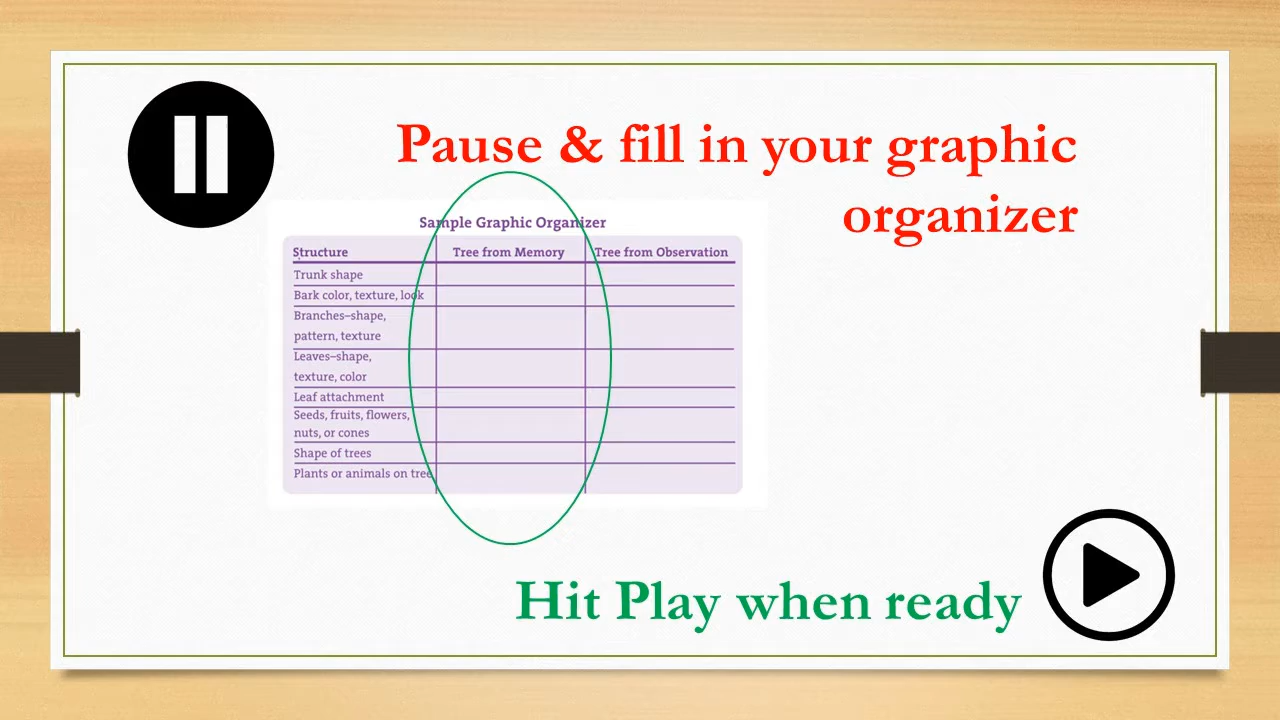 Pause & fill in your graphic
organizer
Sample Graphic Organizer
Structure Tree from Memory Tree from Observation
Trunk shape
Bark color, texture, look
Branches–shape,
pattern, texture
Leaves–shape,
texture, color
Leaf attachment
Seeds, fruits, flowers,
nuts, or cones
Shape of trees
Plants or animals on tree
Hit Play when ready